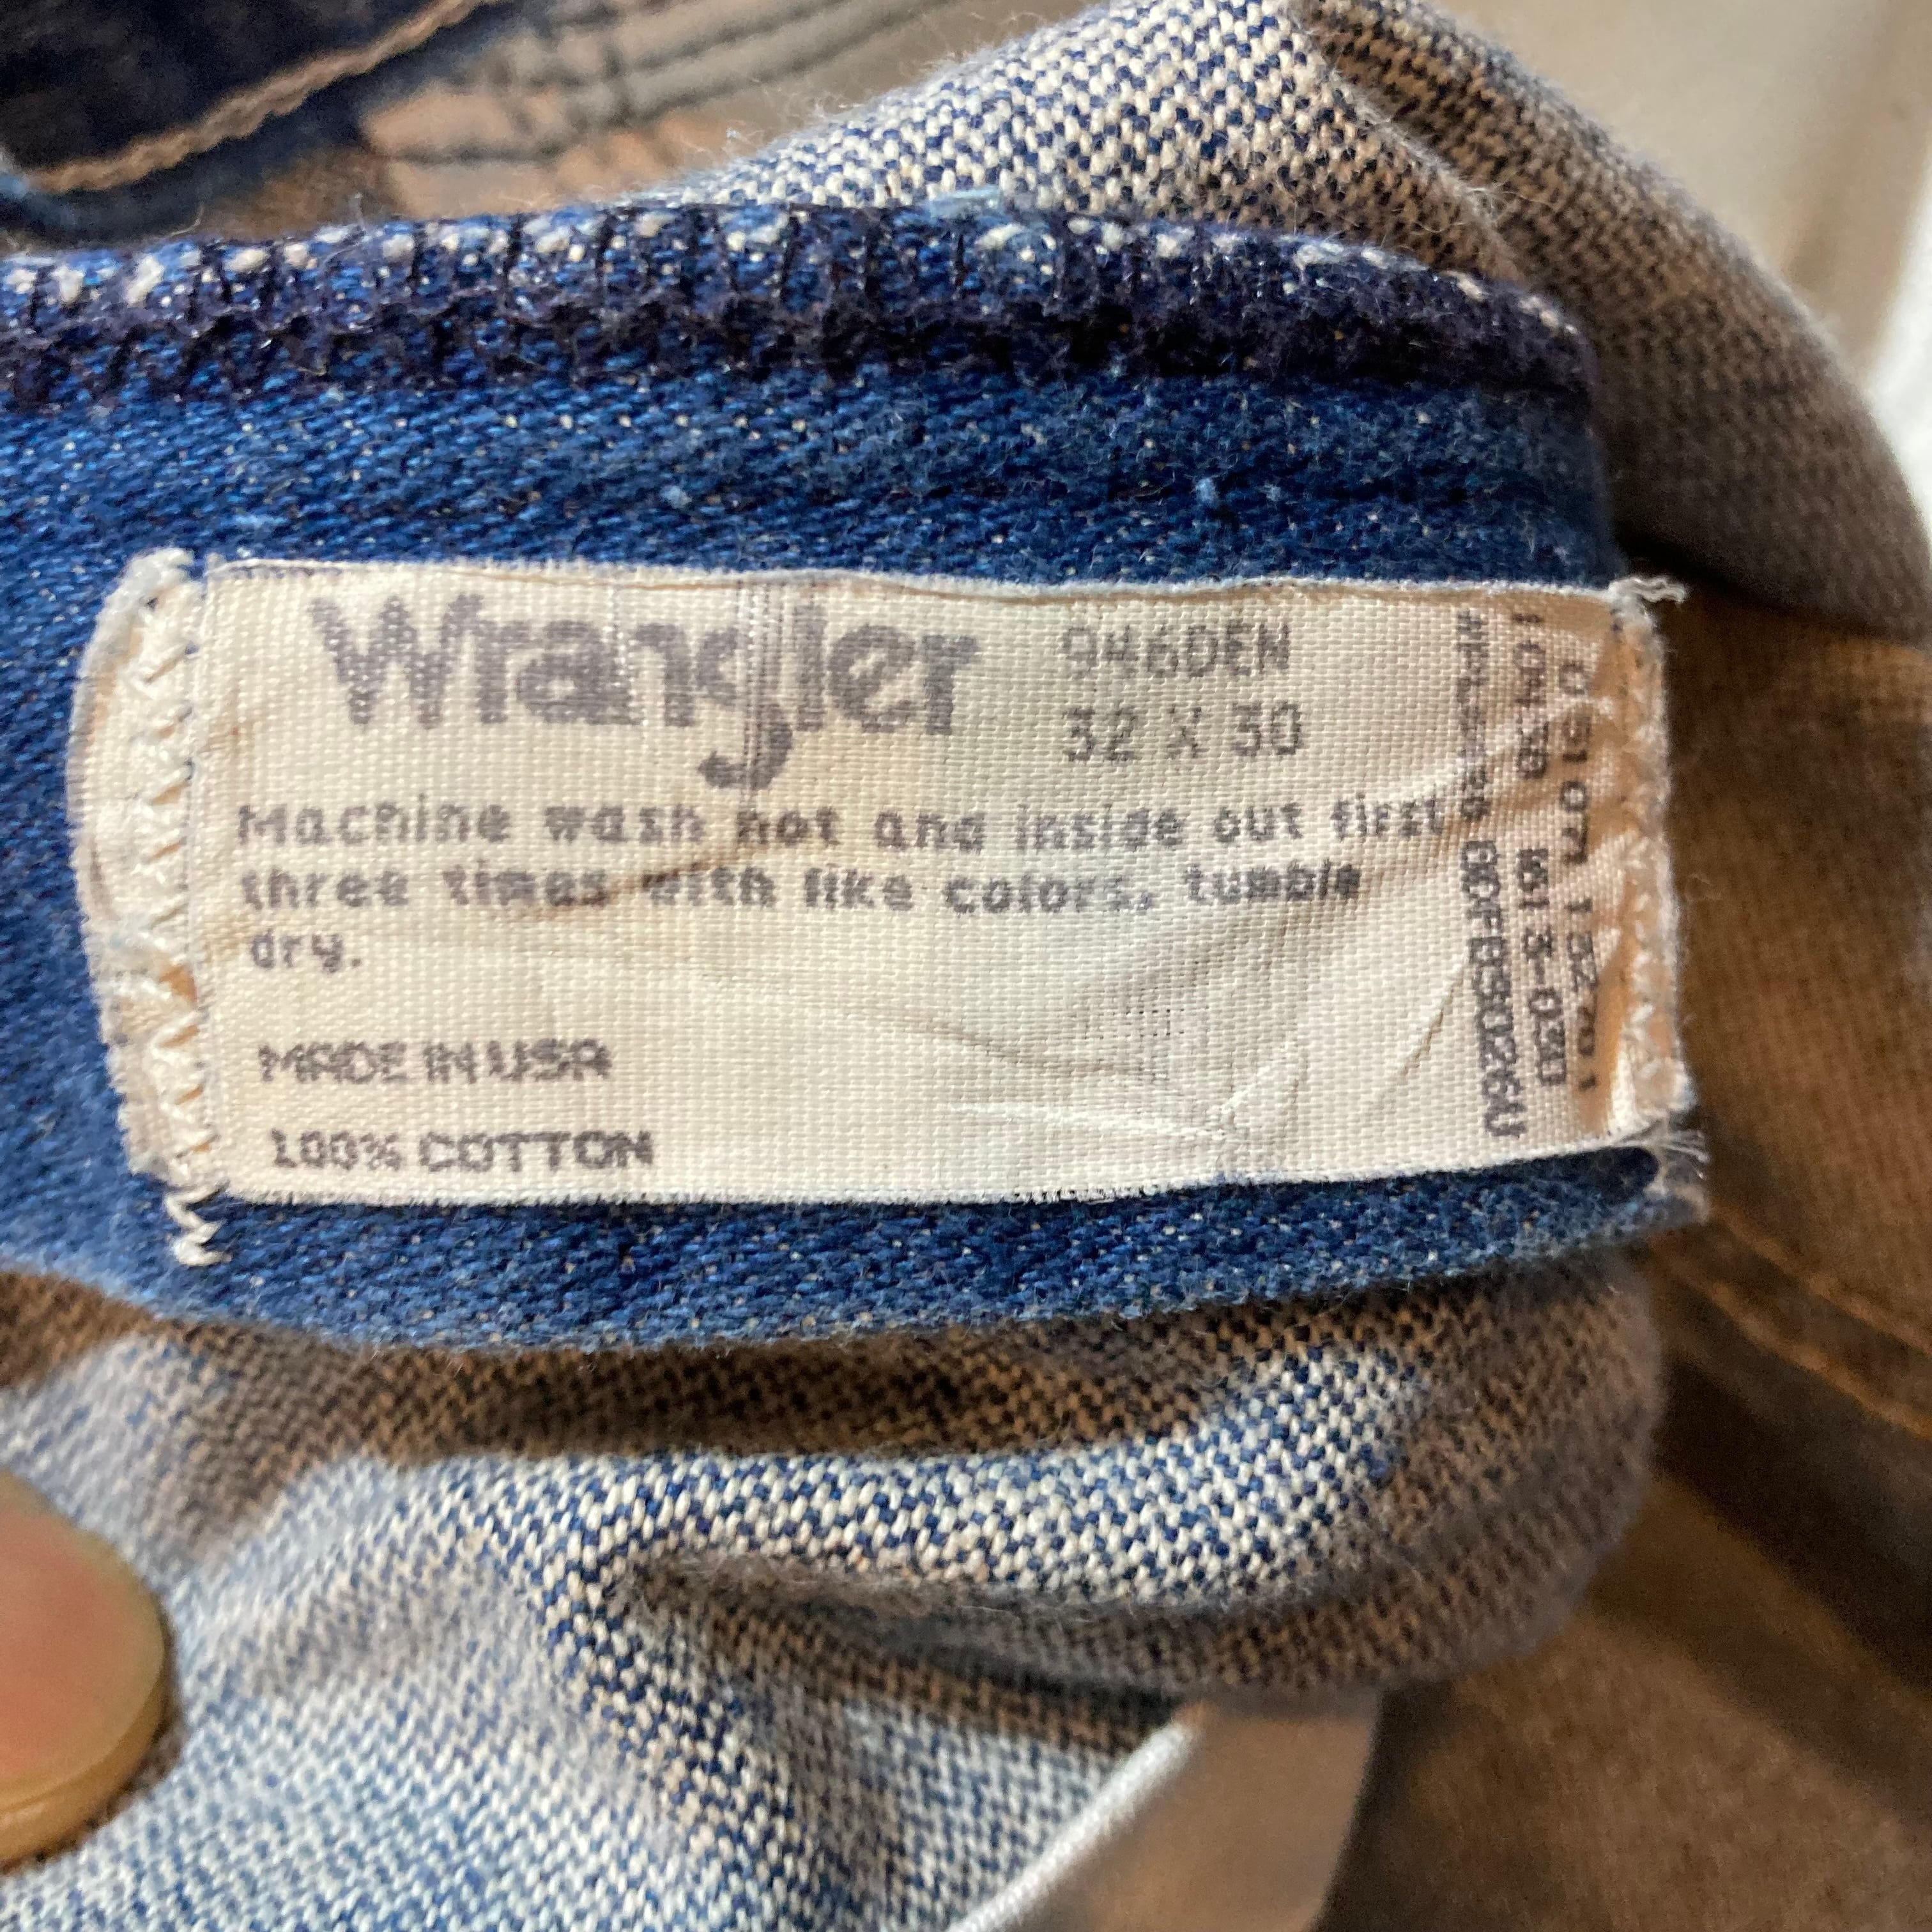 Wrangler
946DEN
32 X 30
Machine wash hot and inside out first
three times with like colors, tumble
dry.
MADE IN USA
100% COTTON